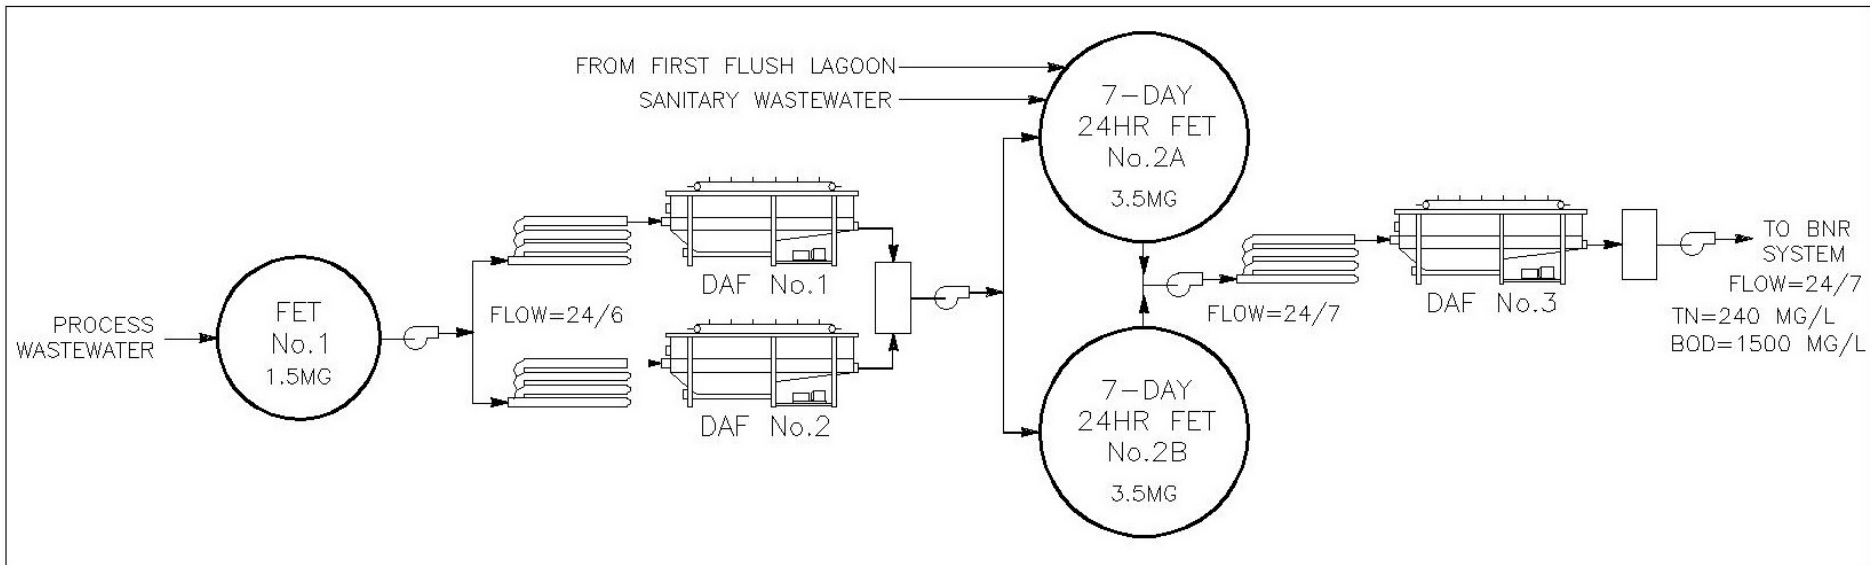 FROM FIRST FLUSH LAGOON
SANITARY WASTEWATER
PROCESS
WASTEWATER
FET
No.1
1.5MG
FLOW=24/6
DAF No.1
DAF No.2
7-DAY
24HR FET
No.2A
3.5MG
7-DAY
24HR FET
No.2B
3.5MG
FLOW=24/7
DAF No.3
TO BNR
SYSTEM
FLOW=24/7
TN=240 MG/L
BOD=1500 MG/L